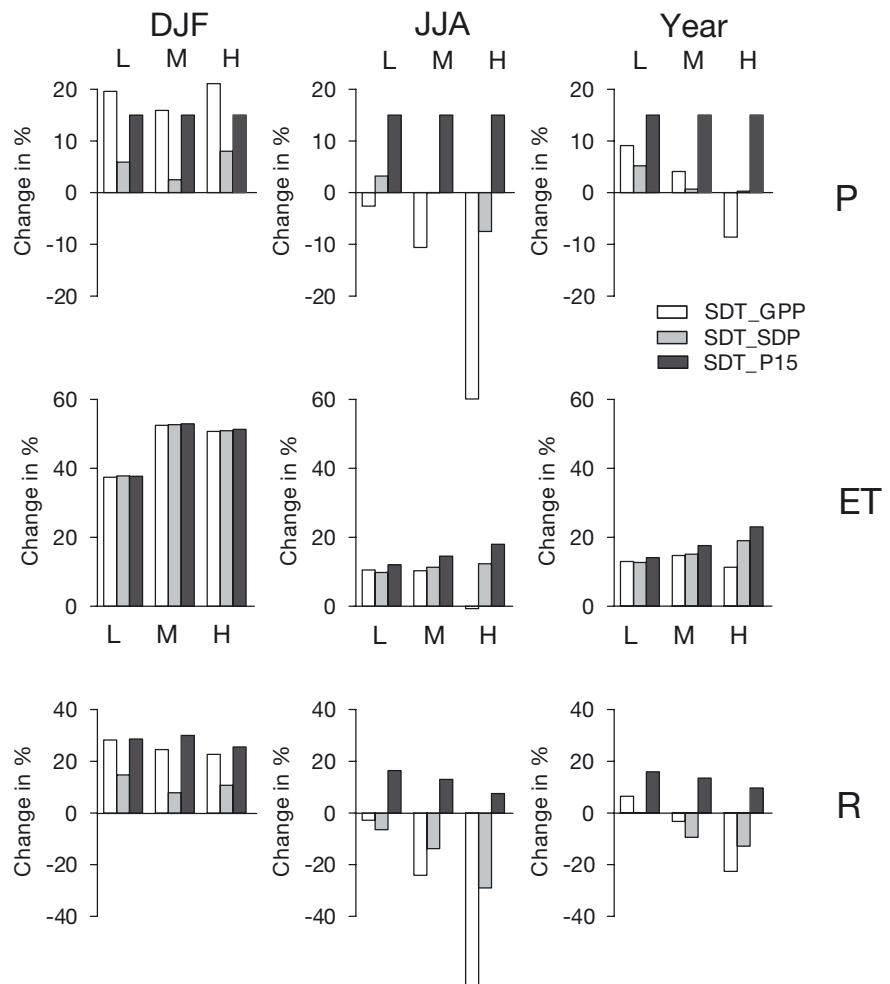 DJF JJA Year
L M H L M H L M H
Change in % 20 10 0 -10 -20
Change in % 20 10 0 -10 -20
Change in % 20 10 0 -10 -20
P
SDT_GPP
SDT_SDP
SDT_P15
Change in % 60 40 20 0
Change in % 60 40 20 0
Change in % 60 40 20 0
ET
L M H L M H L M H
Change in % 40 20 0 -20 -40
Change in % 40 20 0 -20 -40
Change in % 40 20 0 -20 -40
R